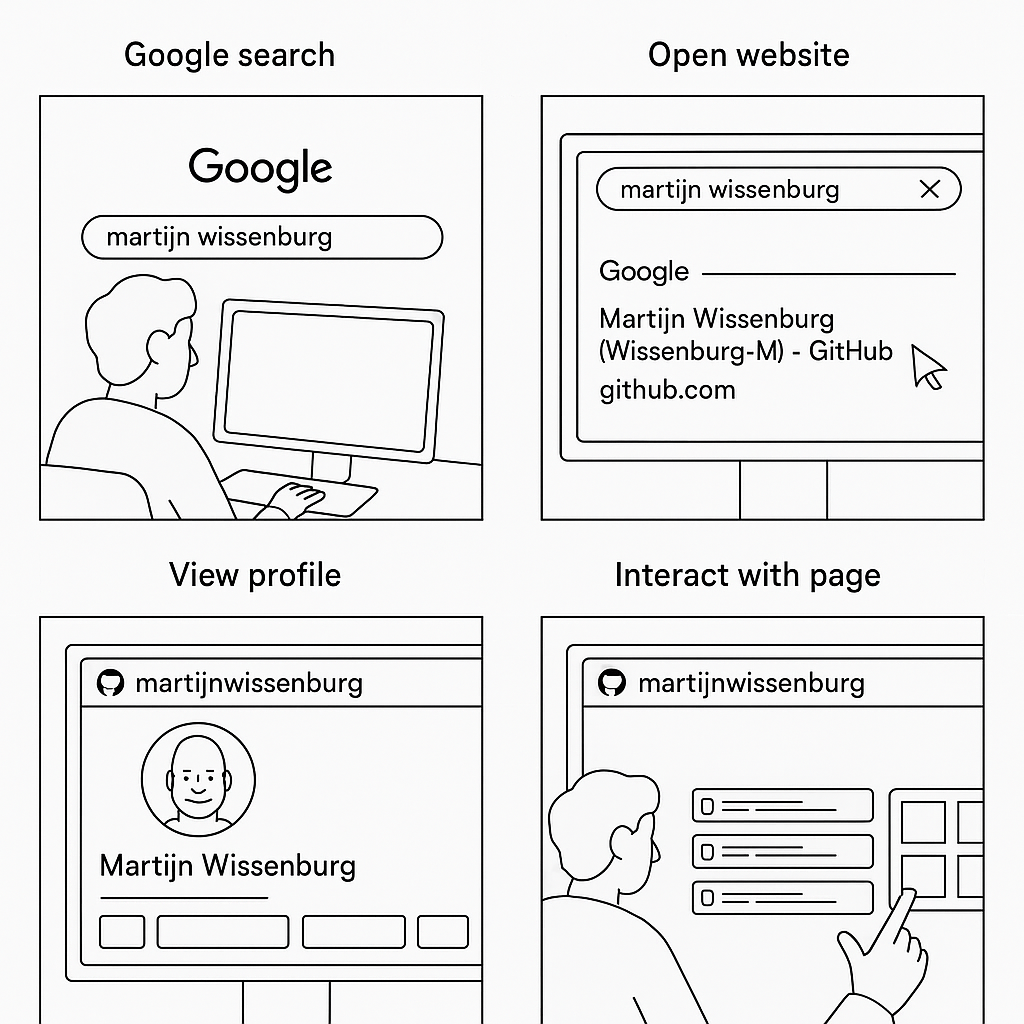 Google search
Google
martijn wissenburg
Open website
martijn wissenburg
Google
Martijn Wissenburg
(Wissenburg-M) - GitHub
github.com
View profile
martijnwissenburg
Martijn Wissenburg
Interact with page
martijnwissenburg